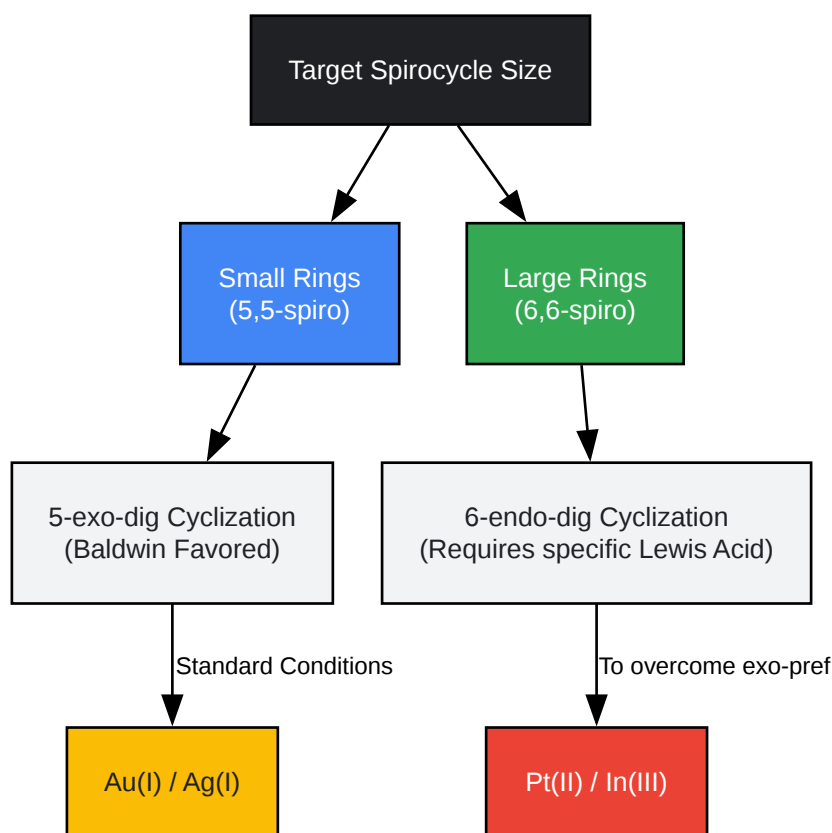 Target Spirocycle Size
Small Rings
(5,5-spiro)
Large Rings
(6,6-spiro)
5-exo-dig Cyclization
(Baldwin Favored)
6-endo-dig Cyclization
(Requires specific Lewis Acid)
Standard Conditions
To overcome exo-pref
Au(I) / Ag(I)
Pt(II) / In(III)